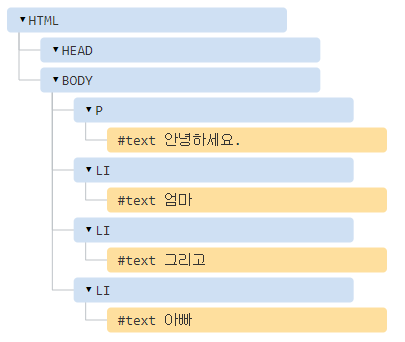 ▼HTML
▼HEAD
▼BODY
▼P
#text 안녕하세요.
▼LI
#text 엄마
▼LI
#text 그리고
▼LI
#text 아빠